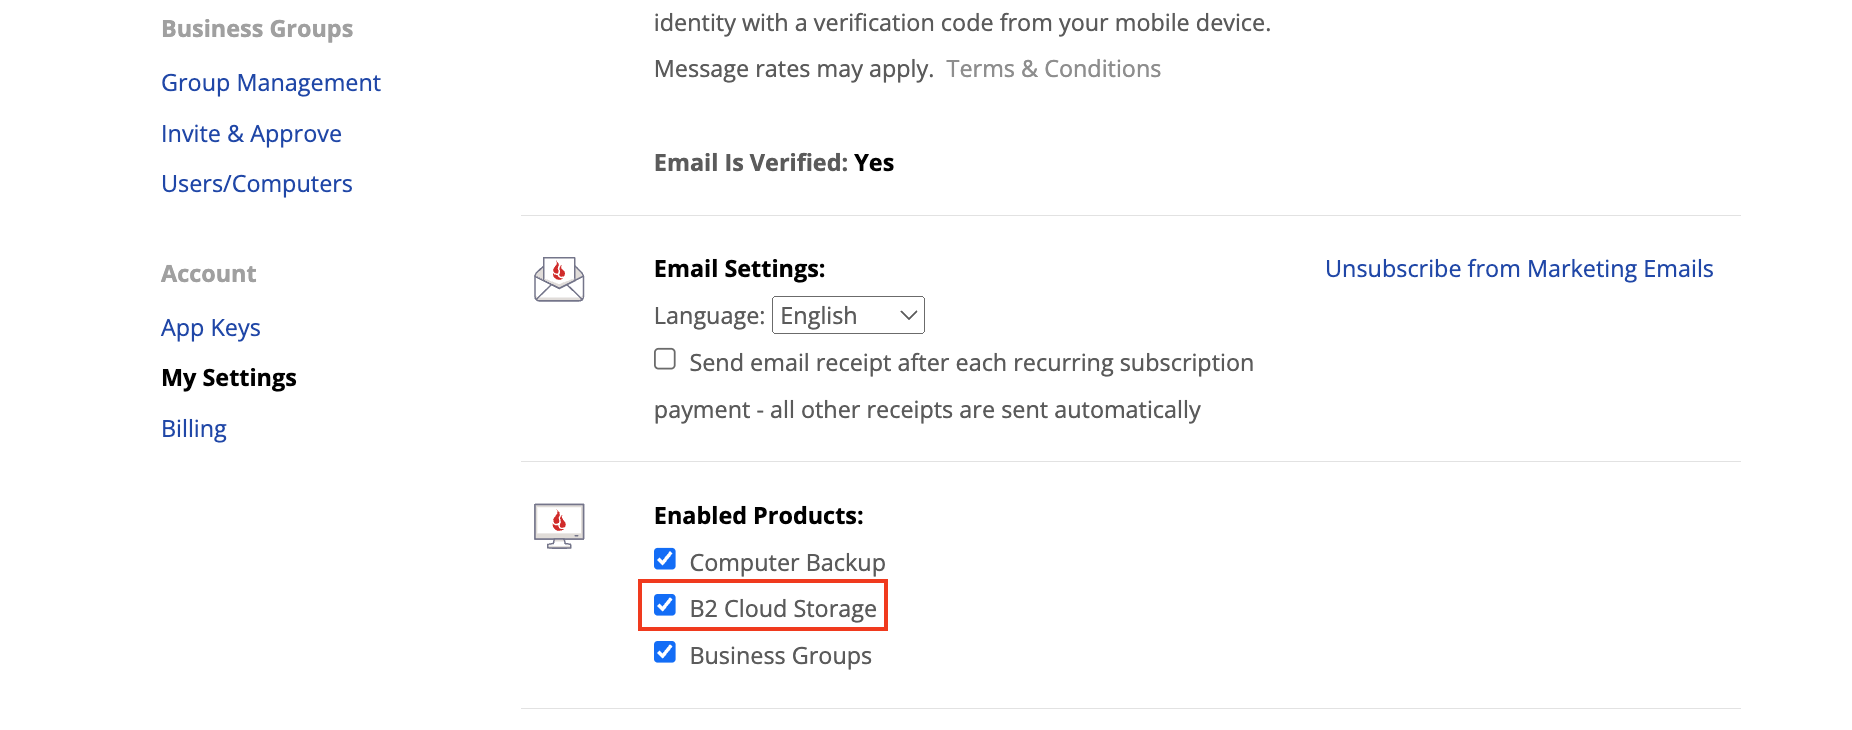 Business Groups
Group Management
Invite & Approve
Users/Computers
Account
App Keys
My Settings
Billing
identity with a verification code from your mobile device.
Message rates may apply. Terms & Conditions
Email Is Verified: Yes
Email Settings:
Unsubscribe from Marketing Emails
Language: English
Send email receipt after each recurring subscription
payment - all other receipts are sent automatically
Enabled Products:
Computer Backup
B2 Cloud Storage
Business Groups